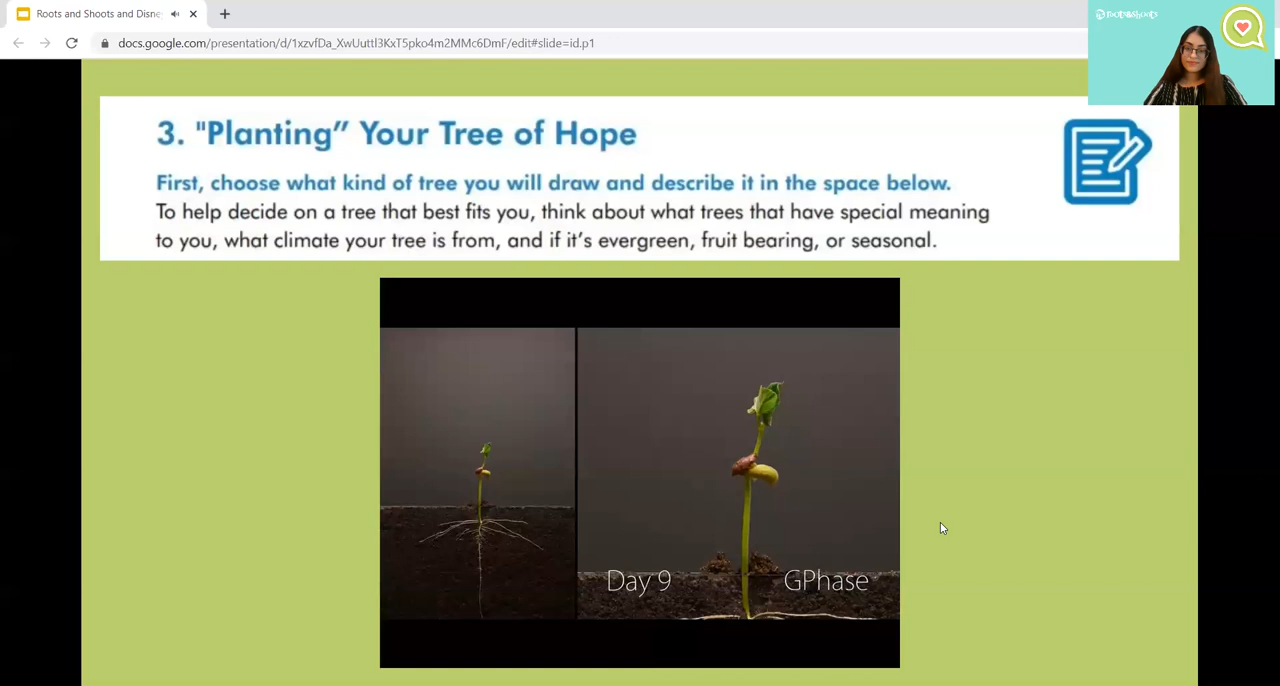 Roots and Shoots and Disne
docs.google.com/presentation/d/1xzvfDa_XwUuttl3KxT5pko4m2MMc6DmF/edit#slide=id.p1
roots&shoots
3. "Planting” Your Tree of Hope
First, choose what kind of tree you will draw and describe it in the space below.
To help decide on a tree that best fits you, think about what trees that have special meaning
to you, what climate your tree is from, and if it’s evergreen, fruit bearing, or seasonal.
Day 9
GPhase